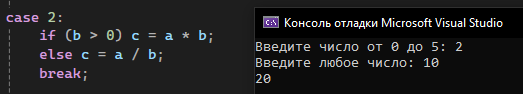 case 2:
if (b > 0) c = a * b;
else c = a / b;
break;
Консоль отладки Microsoft Visual Studio
Введите число от 0 до 5: 2
Введите любое число: 10
20